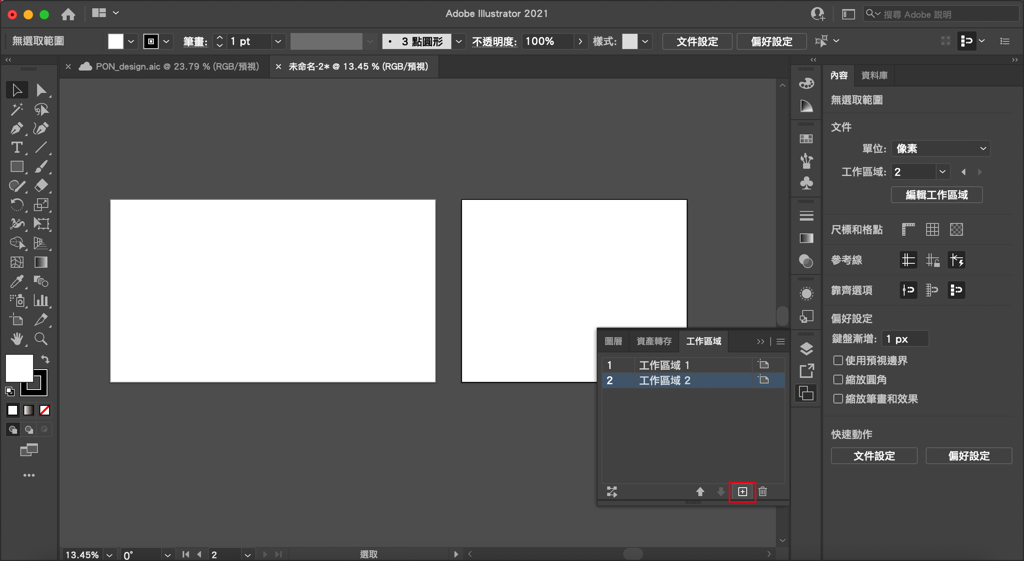 Adobe Illustrator 2021
搜尋 Adobe 說明
無選取範圍
筆畫:
1 pt
• 3 點圓形
不透明度:
100%
樣式:
文件設定
偏好設定
× PON_design.aic @ 23.79 % (RGB/預視)
× 未命名-2* @ 13.45 % (RGB/預視)
內容
資料庫
無選取範圍
文件
單位: 像素
工作區域: 2
編輯工作區域
尺標和格點
參考線
靠齊選項
偏好設定
鍵盤漸增: 1 px
使用預視邊界
縮放圓角
縮放筆畫和效果
快速動作
文件設定
偏好設定
圖層
資產轉存
工作區域
1 工作區域 1
2 工作區域 2
13.45%
0°
2
選取